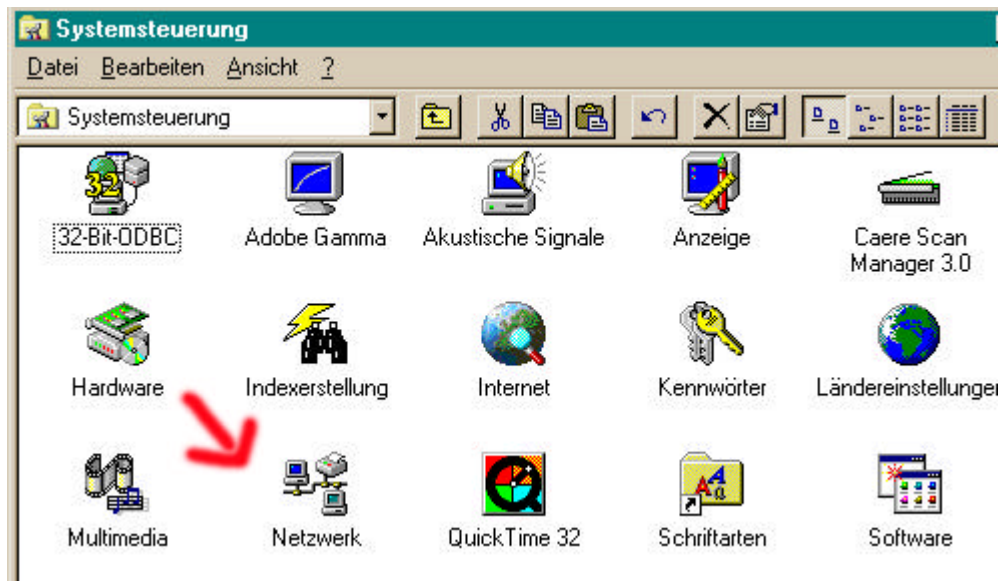 Systemsteuerung
Datei Bearbeiten Ansicht ?
Systemsteuerung
32-Bit-ODBC Adobe Gamma Akustische Signale Anzeige Caere Scan
Manager 3.0
Hardware Indexerstellung Internet Kennwörter Ländereinstellunger
Multimedia Netzwerk QuickTime 32 Schriftarten Software